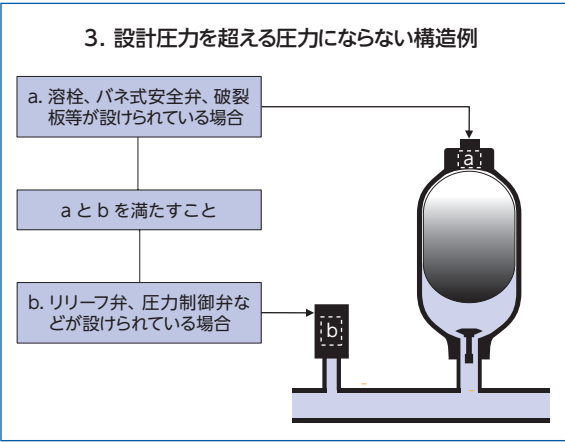 3. 設計圧力を超える圧力にならない構造例
a. 溶栓、バネ式安全弁、破裂
板等が設けられている場合
a
a と b を満たすこと
b. リリーフ弁、圧力制御弁な
どが設けられている場合
b